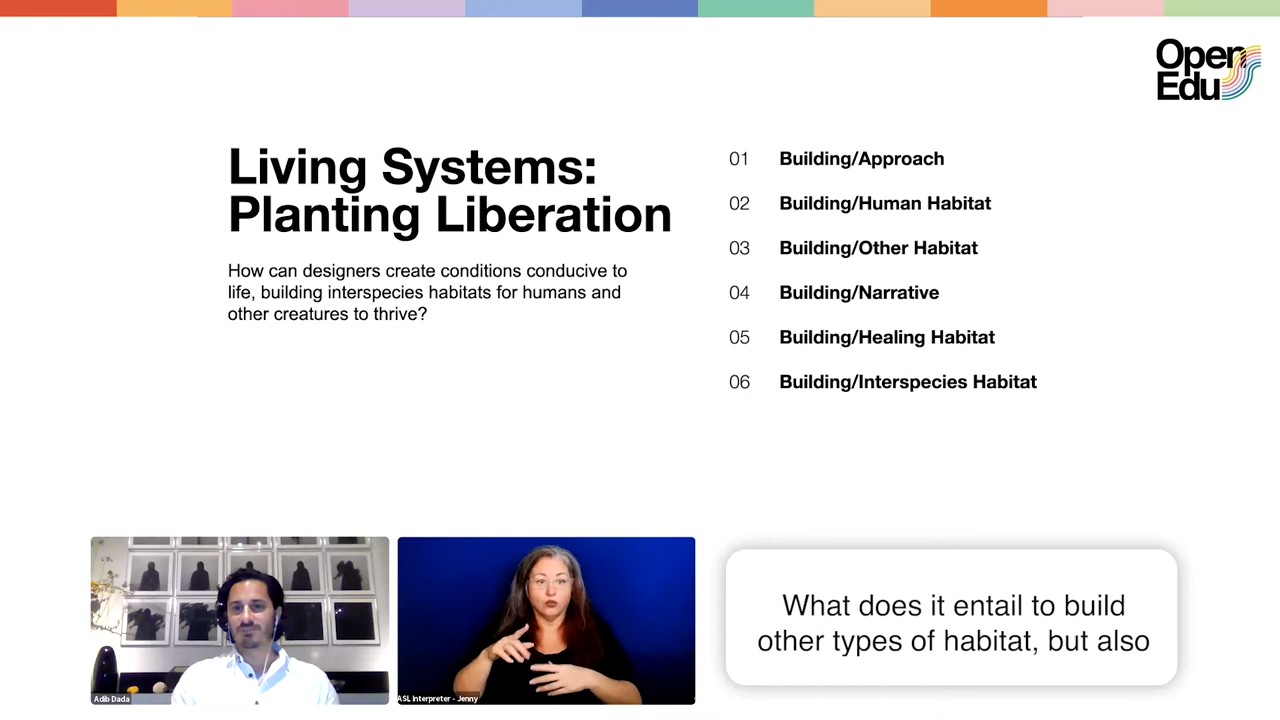 Open
Edu
Living Systems:
Planting Liberation
How can designers create conditions conducive to
life, building interspecies habitats for humans and
other creatures to thrive?
01 Building/Approach
02 Building/Human Habitat
03 Building/Other Habitat
04 Building/Narrative
05 Building/Healing Habitat
06 Building/Interspecies Habitat
Adib Dada
ASL Interpreter - Jenny
What does it entail to build
other types of habitat, but also